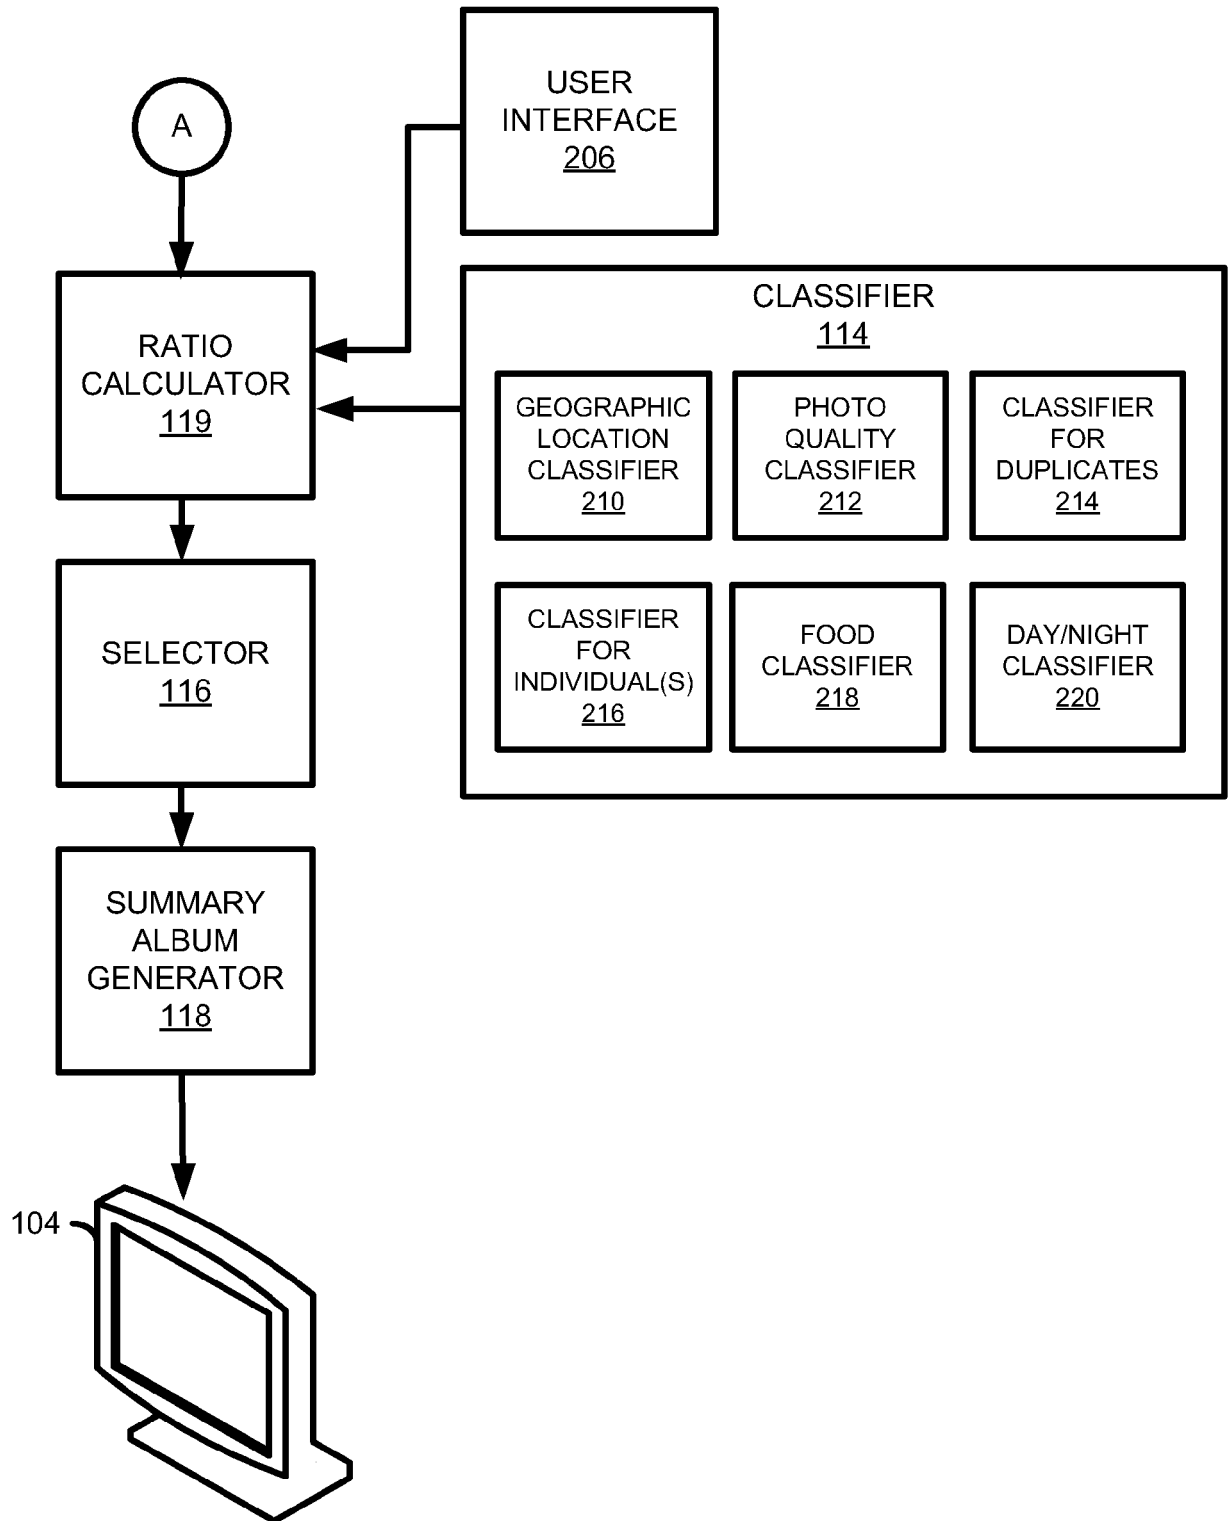 A
USER
INTERFACE
206
RATIO
CALCULATOR
119
CLASSIFIER
114
GEOGRAPHIC
LOCATION
CLASSIFIER
210
PHOTO
QUALITY
CLASSIFIER
212
CLASSIFIER
FOR
DUPLICATES
214
CLASSIFIER
FOR
INDIVIDUAL(S)
216
FOOD
CLASSIFIER
218
DAY/NIGHT
CLASSIFIER
220
SELECTOR
116
SUMMARY
ALBUM
GENERATOR
118
104